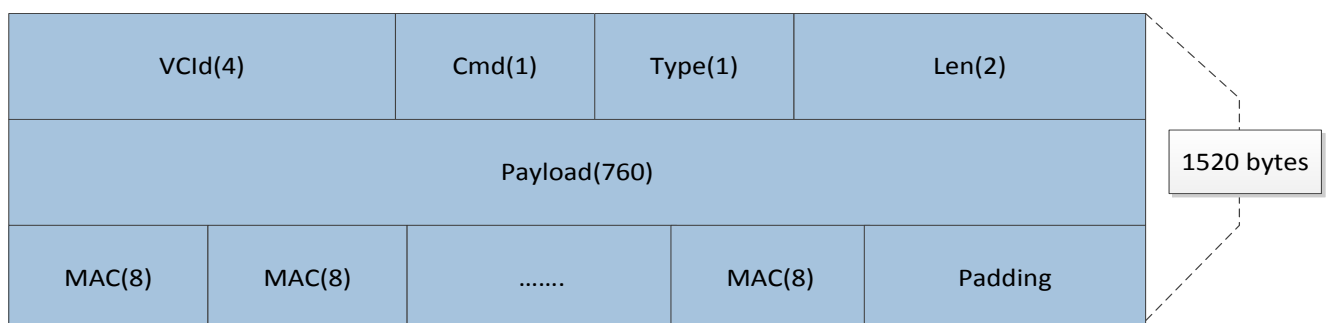 VCId(4) Cmd(1) Type(1) Len(2)
Payload(760)
1520 bytes
MAC(8) MAC(8) ....... MAC(8) Padding